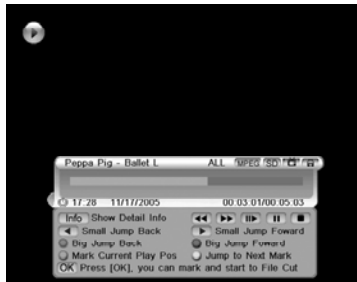 Peppa Pig - Ballet L ALL MPEG SD
17:28 11/17/2005 00:03:01/00:05:03
Info Show Detail Info
Small Jump Back Small Jump Foward
Big Jump Back Big Jump Foward
Mark Current Play Pos Jump to Next Mark
OK Press [OK], you can mark and start to File Cut